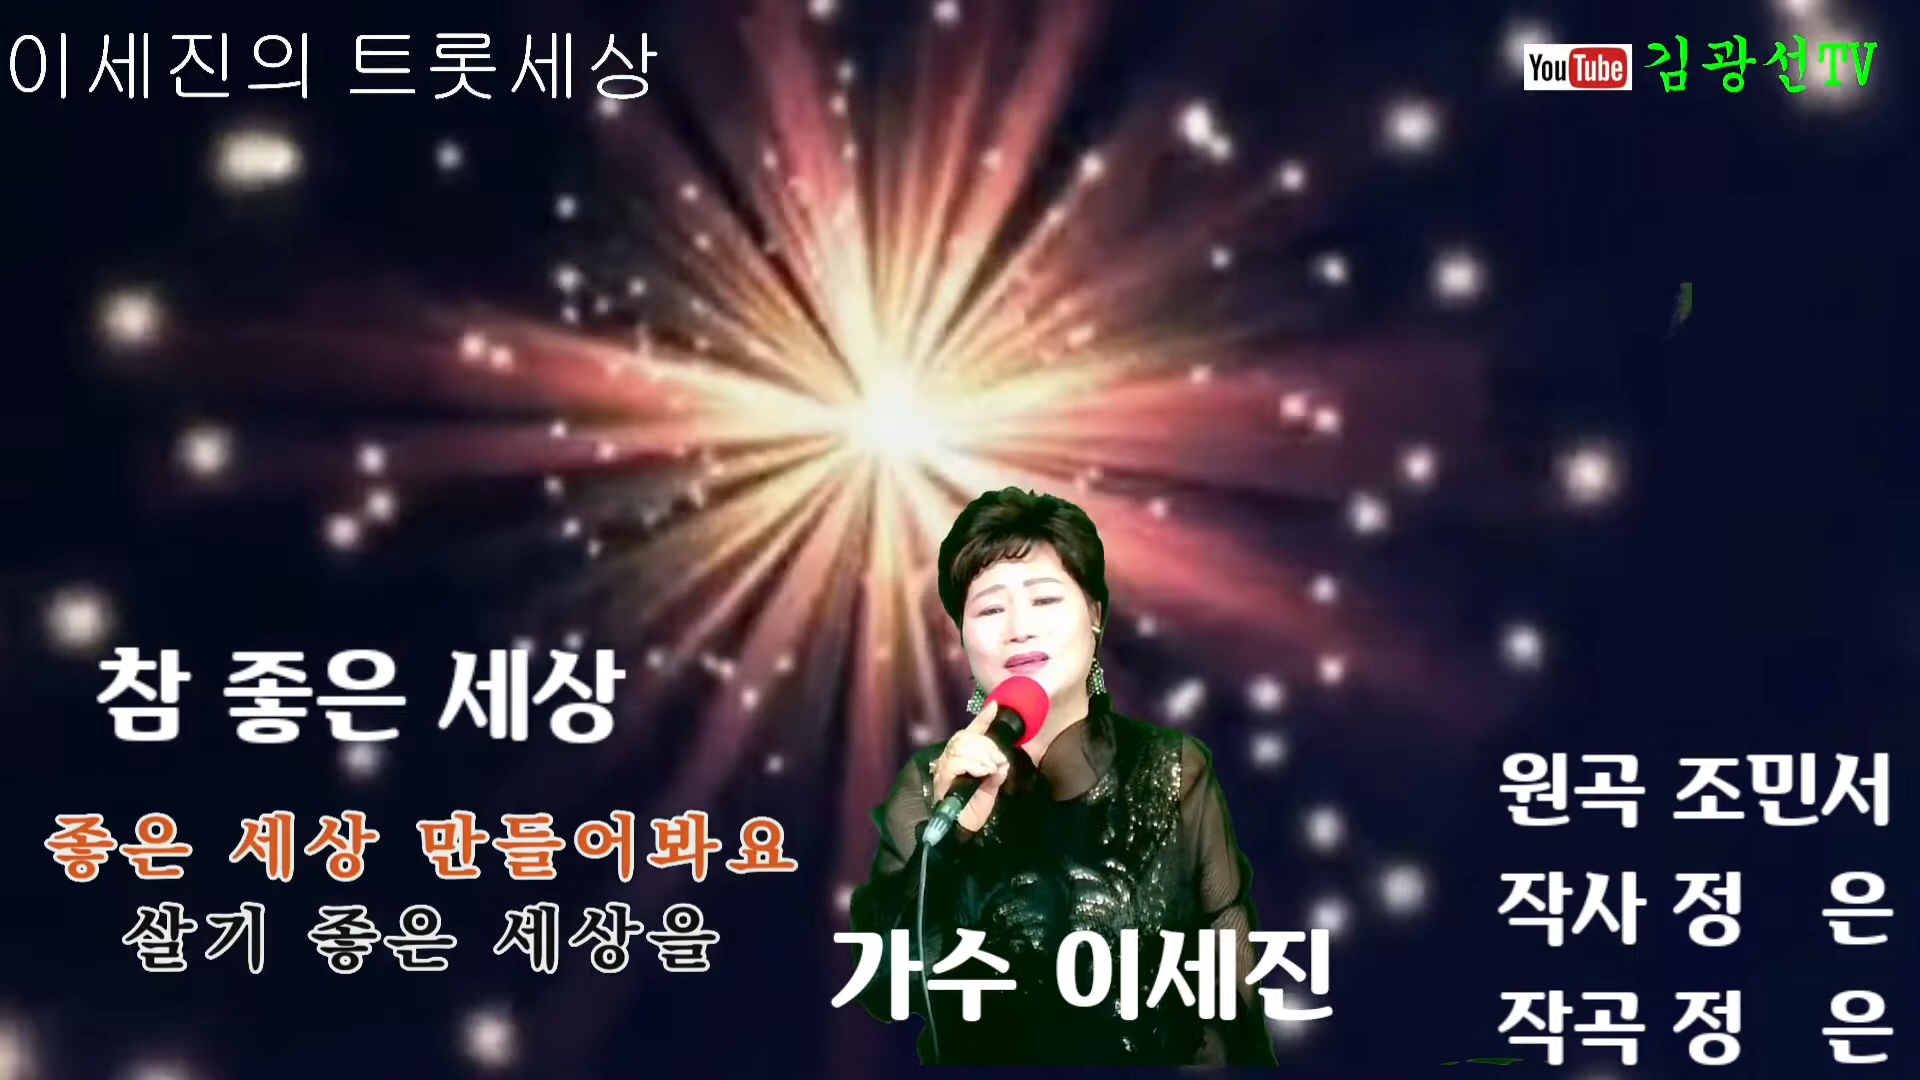 이세진의 트롯세상
YouTube 김광선TV
참 좋은 세상
좋은 세상 만들어봐요
살기 좋은 세상을
가수 이세진
원곡 조민서
작사 정 은
작곡 정 은